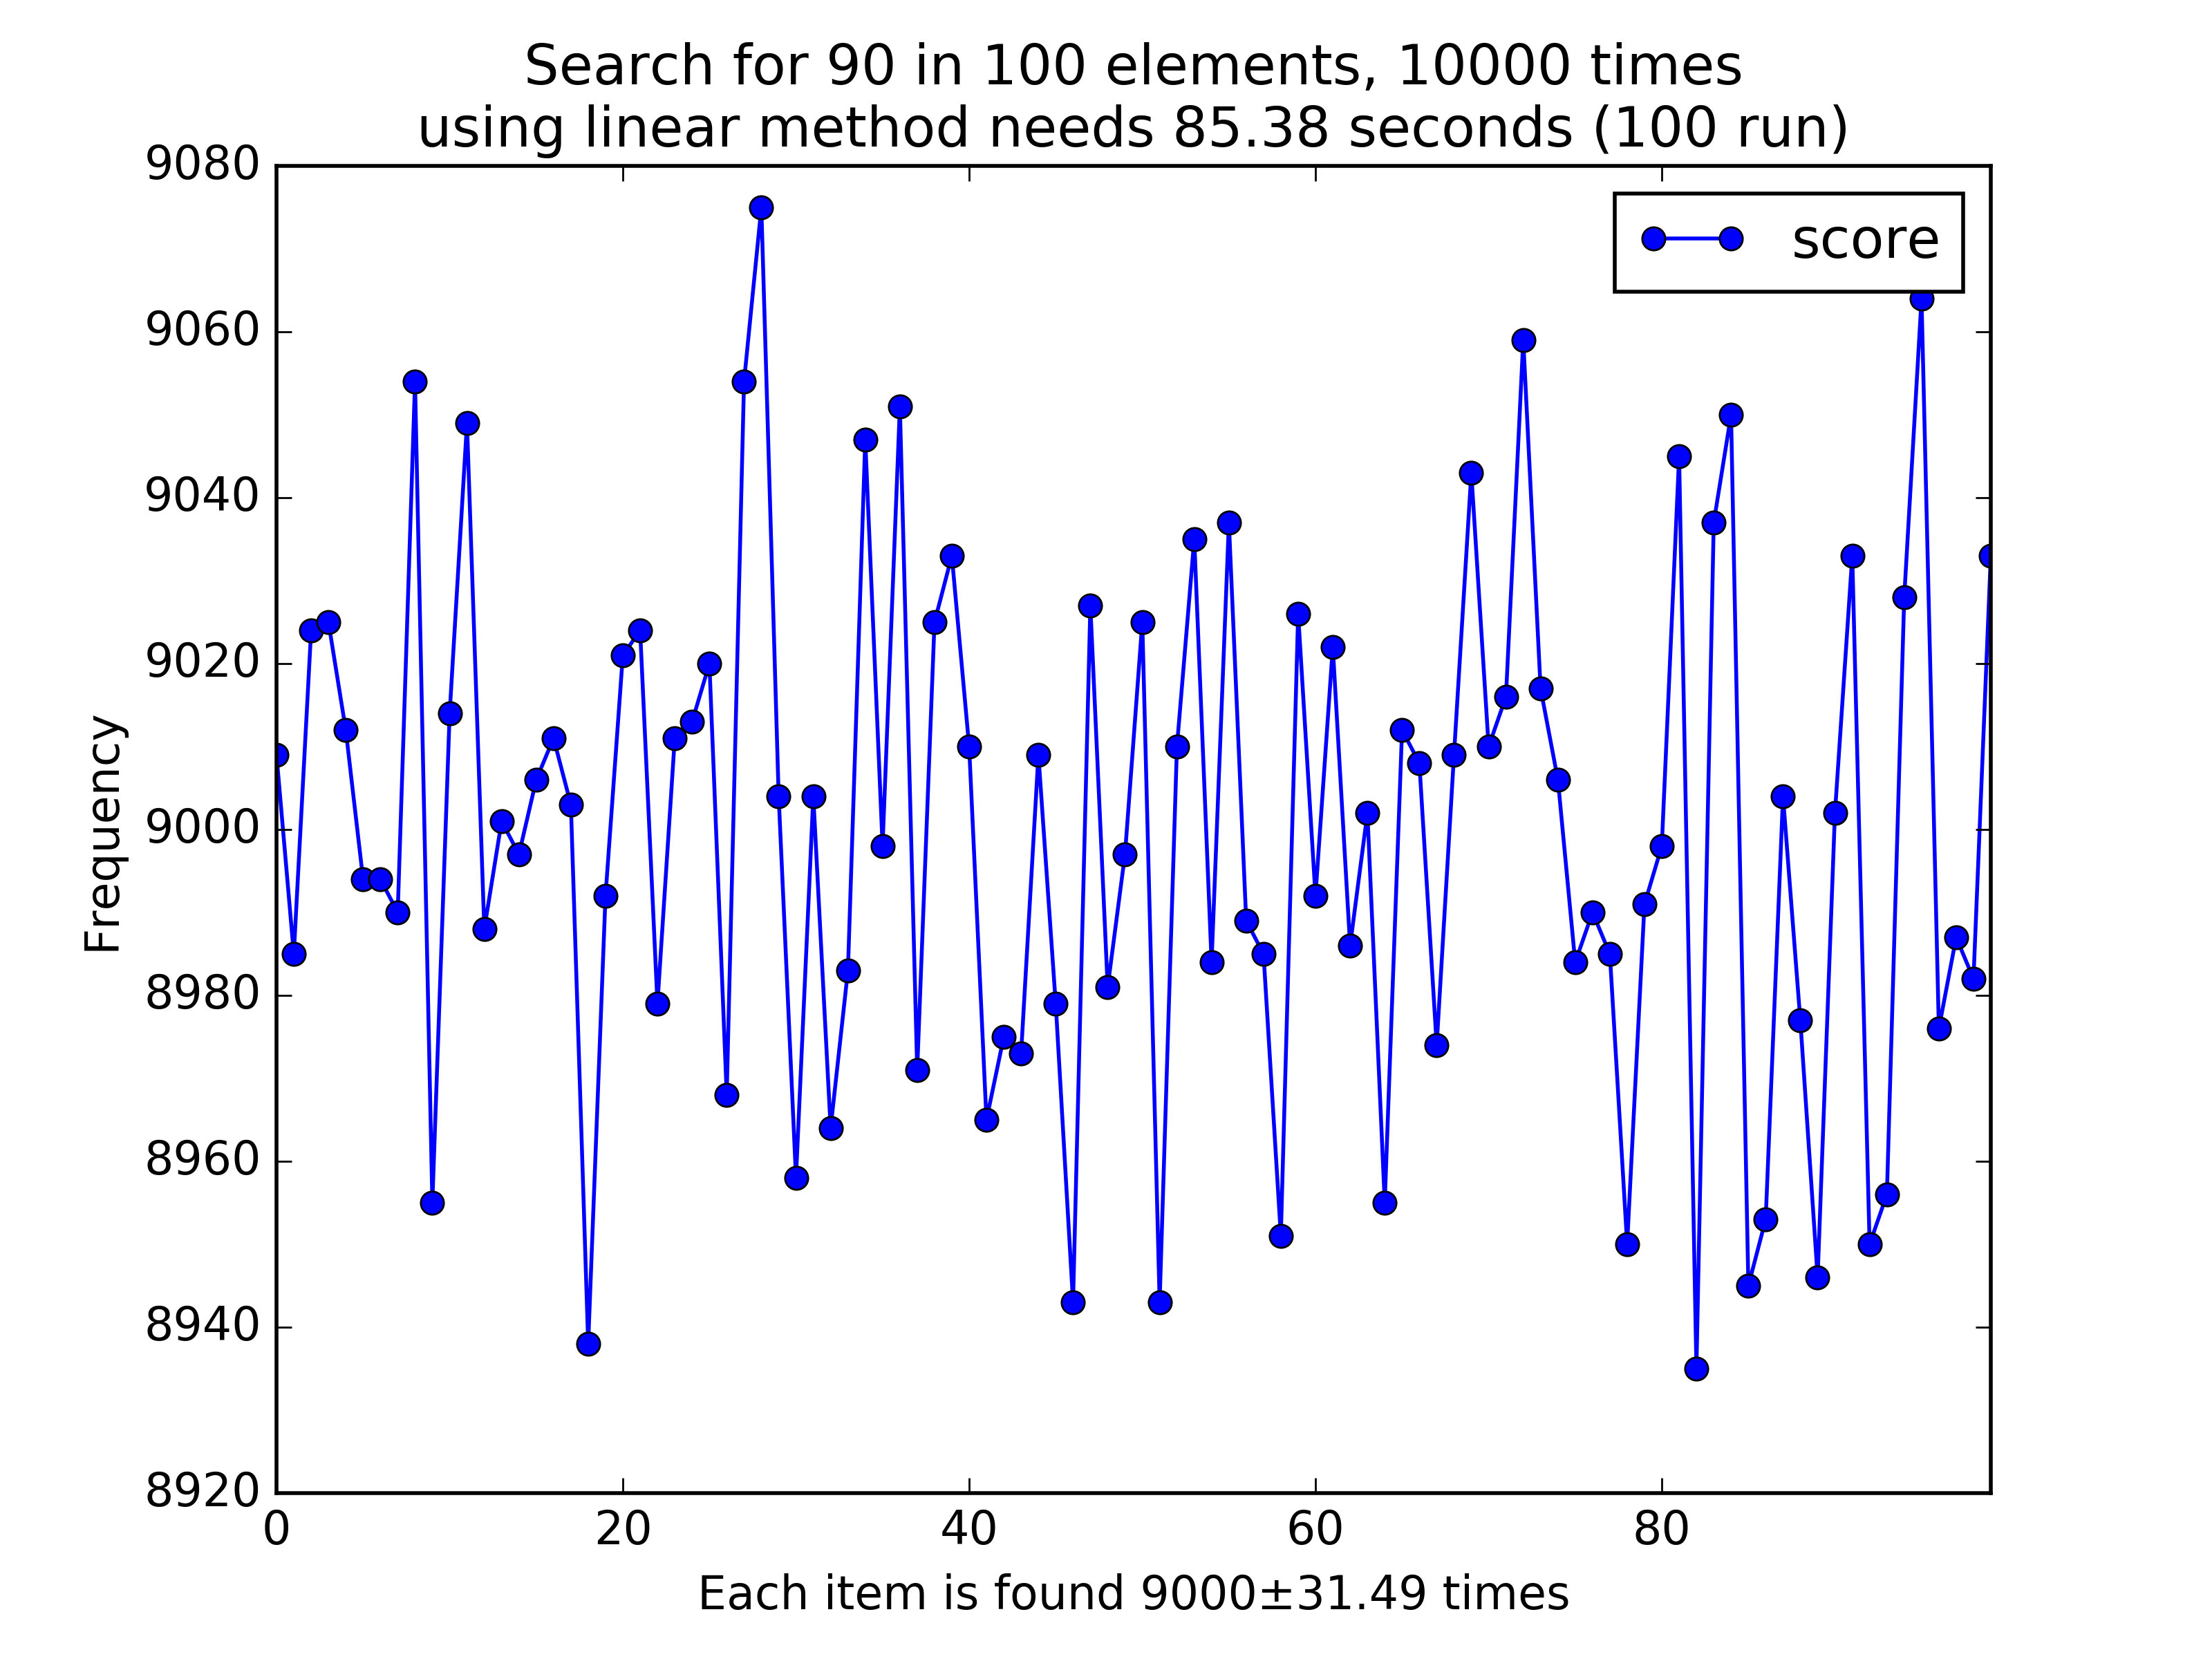 Search for 90 in 100 elements, 10000 times
using linear method needs 85.38 seconds (100 run)
score
9080
9060
9040
9020
9000
8980
8960
8940
8920
Frequency
0 20 40 60 80
Each item is found 9000±31.49 times